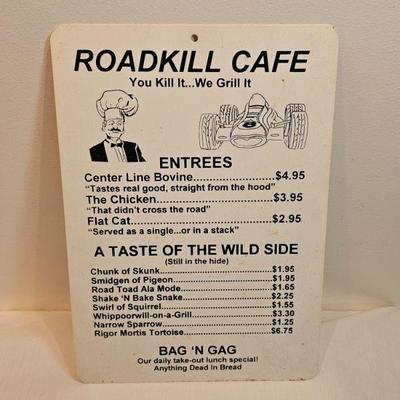 ROADKILL CAFE
You Kill It...We Grill It
ENTREES
Center Line Bovine....................$4.95
"Tastes real good, straight from the hood"
The Chicken..............................$3.95
"That didn't cross the road"
Flat Cat.......................................$2.95
"Served as a single...or in a stack"
A TASTE OF THE WILD SIDE
(Still in the hide)
Chunk of Skunk..............................$1.95
Smidgen of Pigeon..........................$1.95
Road Toad Ala Mode.......................$1.65
Shake 'N Bake Snake......................$2.25
Swirl of Squirrel..............................$1.55
Whippoorwill-on-a-Grill...................$3.30
Narrow Sparrow..............................$1.25
Rigor Mortis Tortoise......................$6.75
BAG 'N GAG
Our daily take-out lunch special!
Anything Dead In Bread